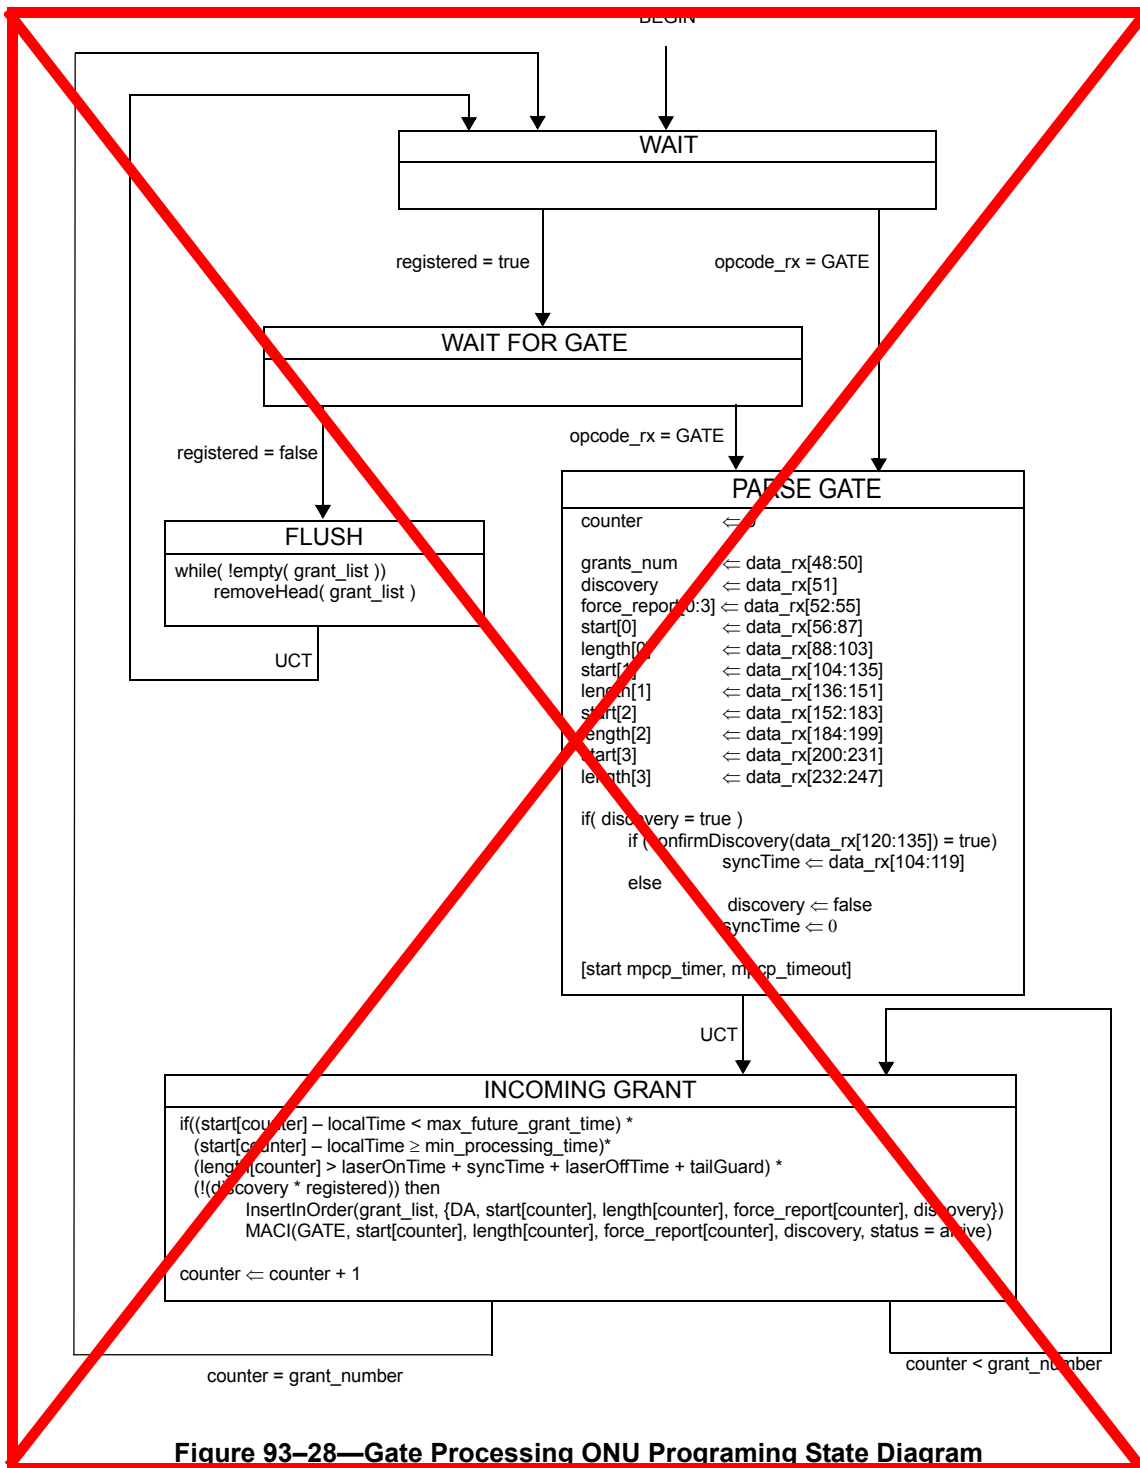 BEGIN
WAIT
registered = true
opcode_rx = GATE
WAIT FOR GATE
registered = false
opcode_rx = GATE
PARSE GATE
counter ⇐ 0
grants_num ⇐ data_rx[48:50]
discovery ⇐ data_rx[51]
force_report[0:3] ⇐ data_rx[52:55]
start[0] ⇐ data_rx[56:87]
length[0] ⇐ data_rx[88:103]
start[1] ⇐ data_rx[104:135]
length[1] ⇐ data_rx[136:151]
start[2] ⇐ data_rx[152:183]
length[2] ⇐ data_rx[184:199]
start[3] ⇐ data_rx[200:231]
length[3] ⇐ data_rx[232:247]
if( discovery = true )
if (confirmDiscovery(data_rx[120:135]) = true)
syncTime ⇐ data_rx[104:119]
else
discovery ⇐ false
syncTime ⇐ 0
[start mpcp_timer, mpcp_timeout]
FLUSH
while( !empty( grant_list ))
removeHead( grant_list )
UCT
UCT
INCOMING GRANT
if((start[counter] – localTime < max_future_grant_time) *
(start[counter] – localTime ≥ min_processing_time)*
(length[counter] > laserOnTime + syncTime + laserOffTime + tailGuard) *
(!(discovery * registered)) then
InsertInOrder(grant_list, {DA, start[counter], length[counter], force_report[counter], discovery})
MACI(GATE, start[counter], length[counter], force_report[counter], discovery, status = arrive)
counter ⇐ counter + 1
counter = grant_number
counter < grant_number
Figure 93–28—Gate Processing ONU Programing State Diagram